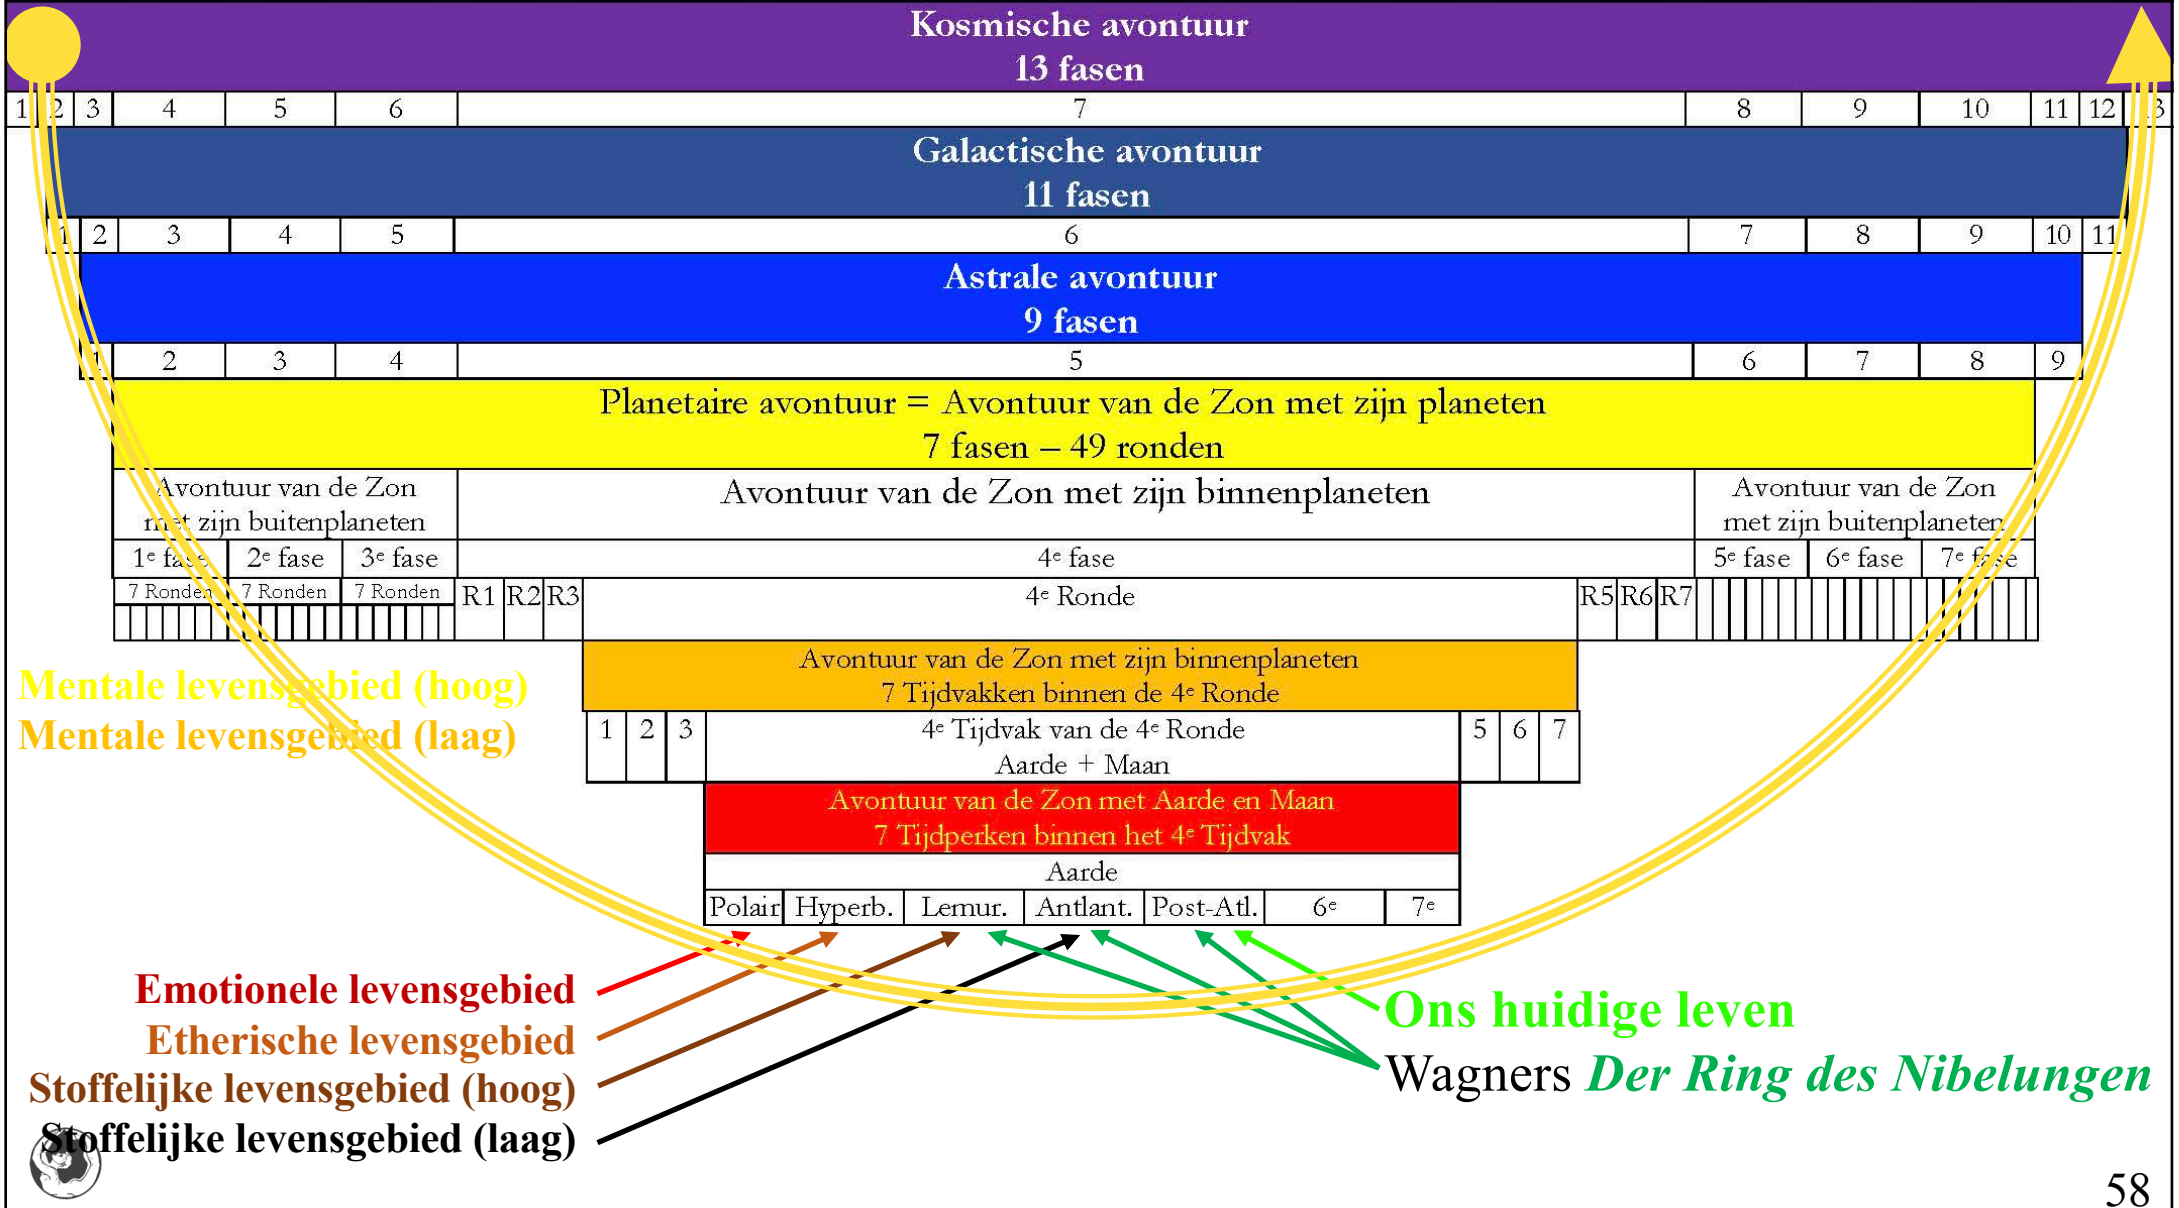 Kosmische avontuur
13 fasen
1 2 3 4 5 6 7 8 9 10 11 12 13
Galactische avontuur
11 fasen
1 2 3 4 5 6 7 8 9 10 11
Astrale avontuur
9 fasen
1 2 3 4 5 6 7 8 9
Planetaire avontuur = Avontuur van de Zon met zijn planeten
7 fasen – 49 ronden
Avontuur van de Zon
met zijn buitenplaneten
Avontuur van de Zon met zijn binnenplaneten
Avontuur van de Zon
met zijn buitenplaneten
1e fase 2e fase 3e fase 4e fase 5e fase 6e fase 7e fase
7 Ronden 7 Ronden 7 Ronden R1 R2 R3 4e Ronde R5 R6 R7
Avontuur van de Zon met zijn binnenplaneten
7 Tijdvakken binnen de 4e Ronde
Mentale levensgebied (hoog)
Mentale levensgebied (laag)
1 2 3 4e Tijdvak van de 4e Ronde 5 6 7
Aarde + Maan
Avontuur van de Zon met Aarde en Maan
7 Tijdperken binnen het 4e Tijdvak
Aarde
Polair Hyperb. Lemur. Antlant. Post-Atl. 6e 7e
Emotionele levensgebied
Etherische levensgebied
Stoffelijke levensgebied (hoog)
Stoffelijke levensgebied (laag)
Ons huidige leven
Wagners Der Ring des Nibelungen
58